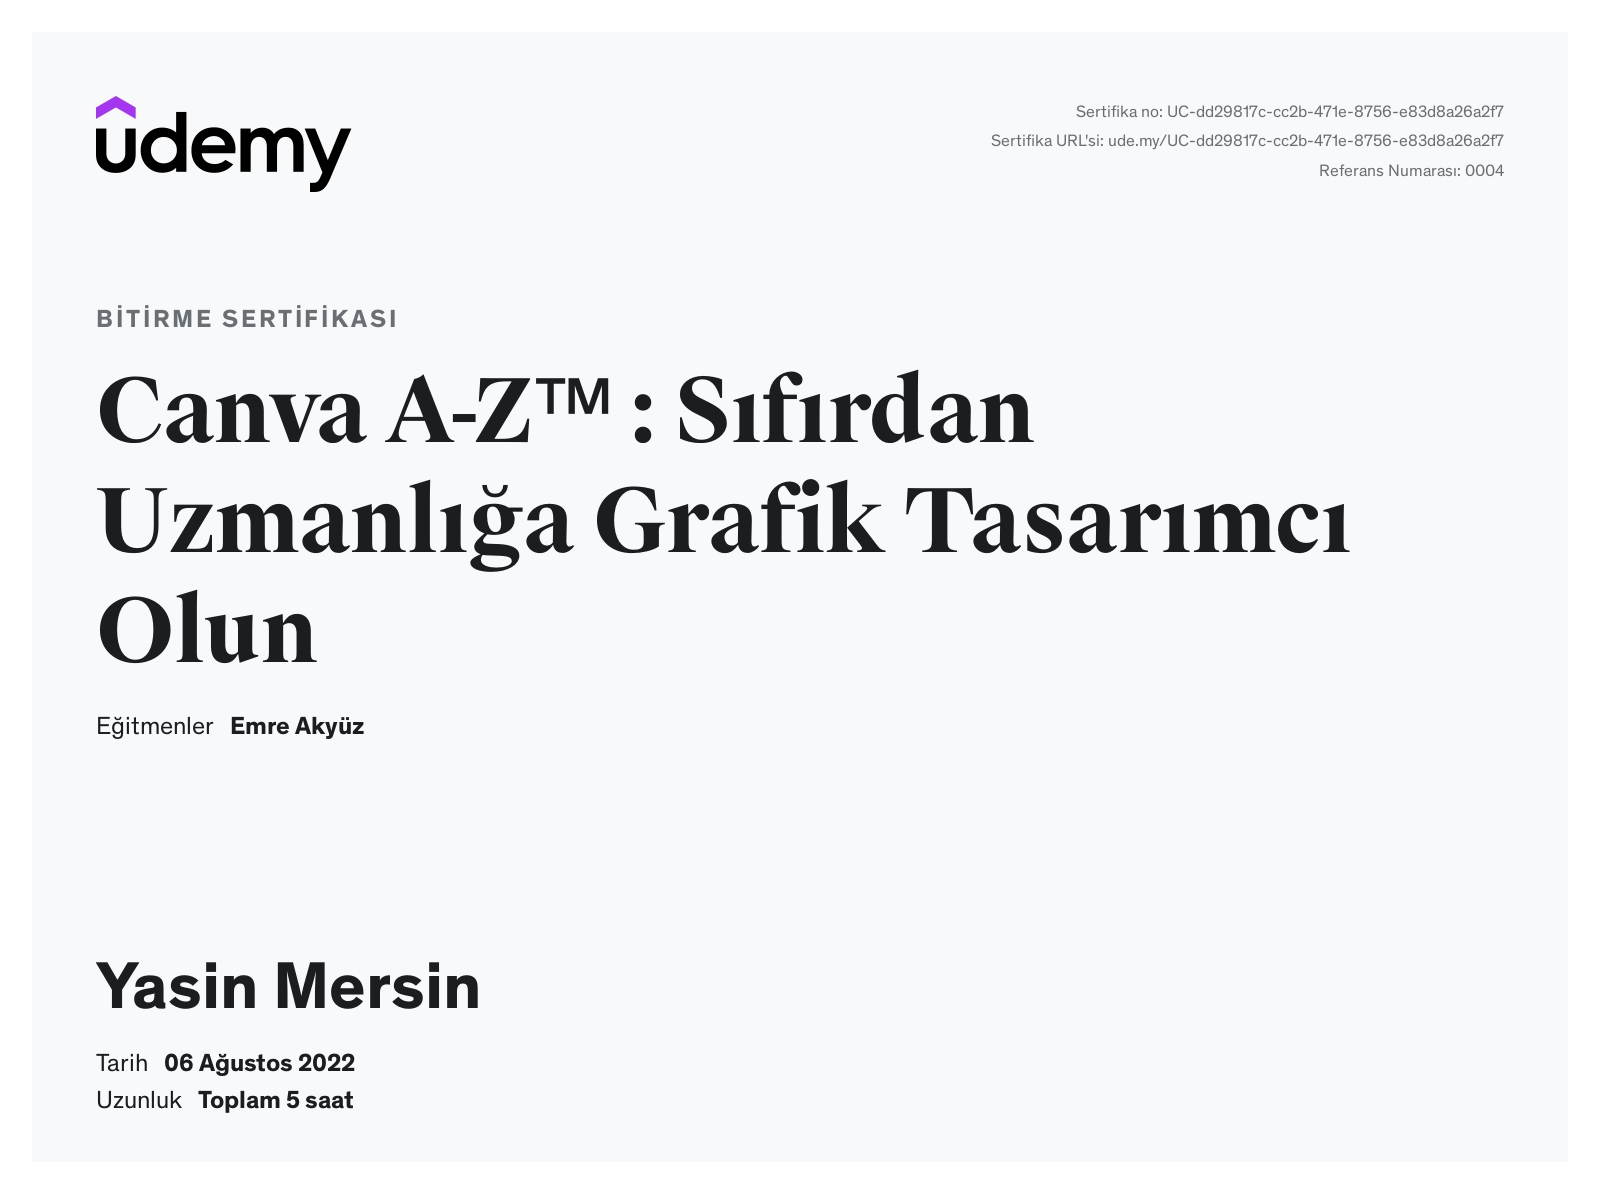 udemy
Sertifika no: UC-dd29817c-cc2b-471e-8756-e83d8a26a2f7
Sertifika URL'si: ude.my/UC-dd29817c-cc2b-471e-8756-e83d8a26a2f7
Referans Numarası: 0004
BİTİRME SERTİFİKASI
Canva A-Z™ : Sıfırdan
Uzmanlığa Grafik Tasarımcı
Olun
Eğitmenler Emre Akyüz
Yasin Mersin
Tarih 06 Ağustos 2022
Uzunluk Toplam 5 saat